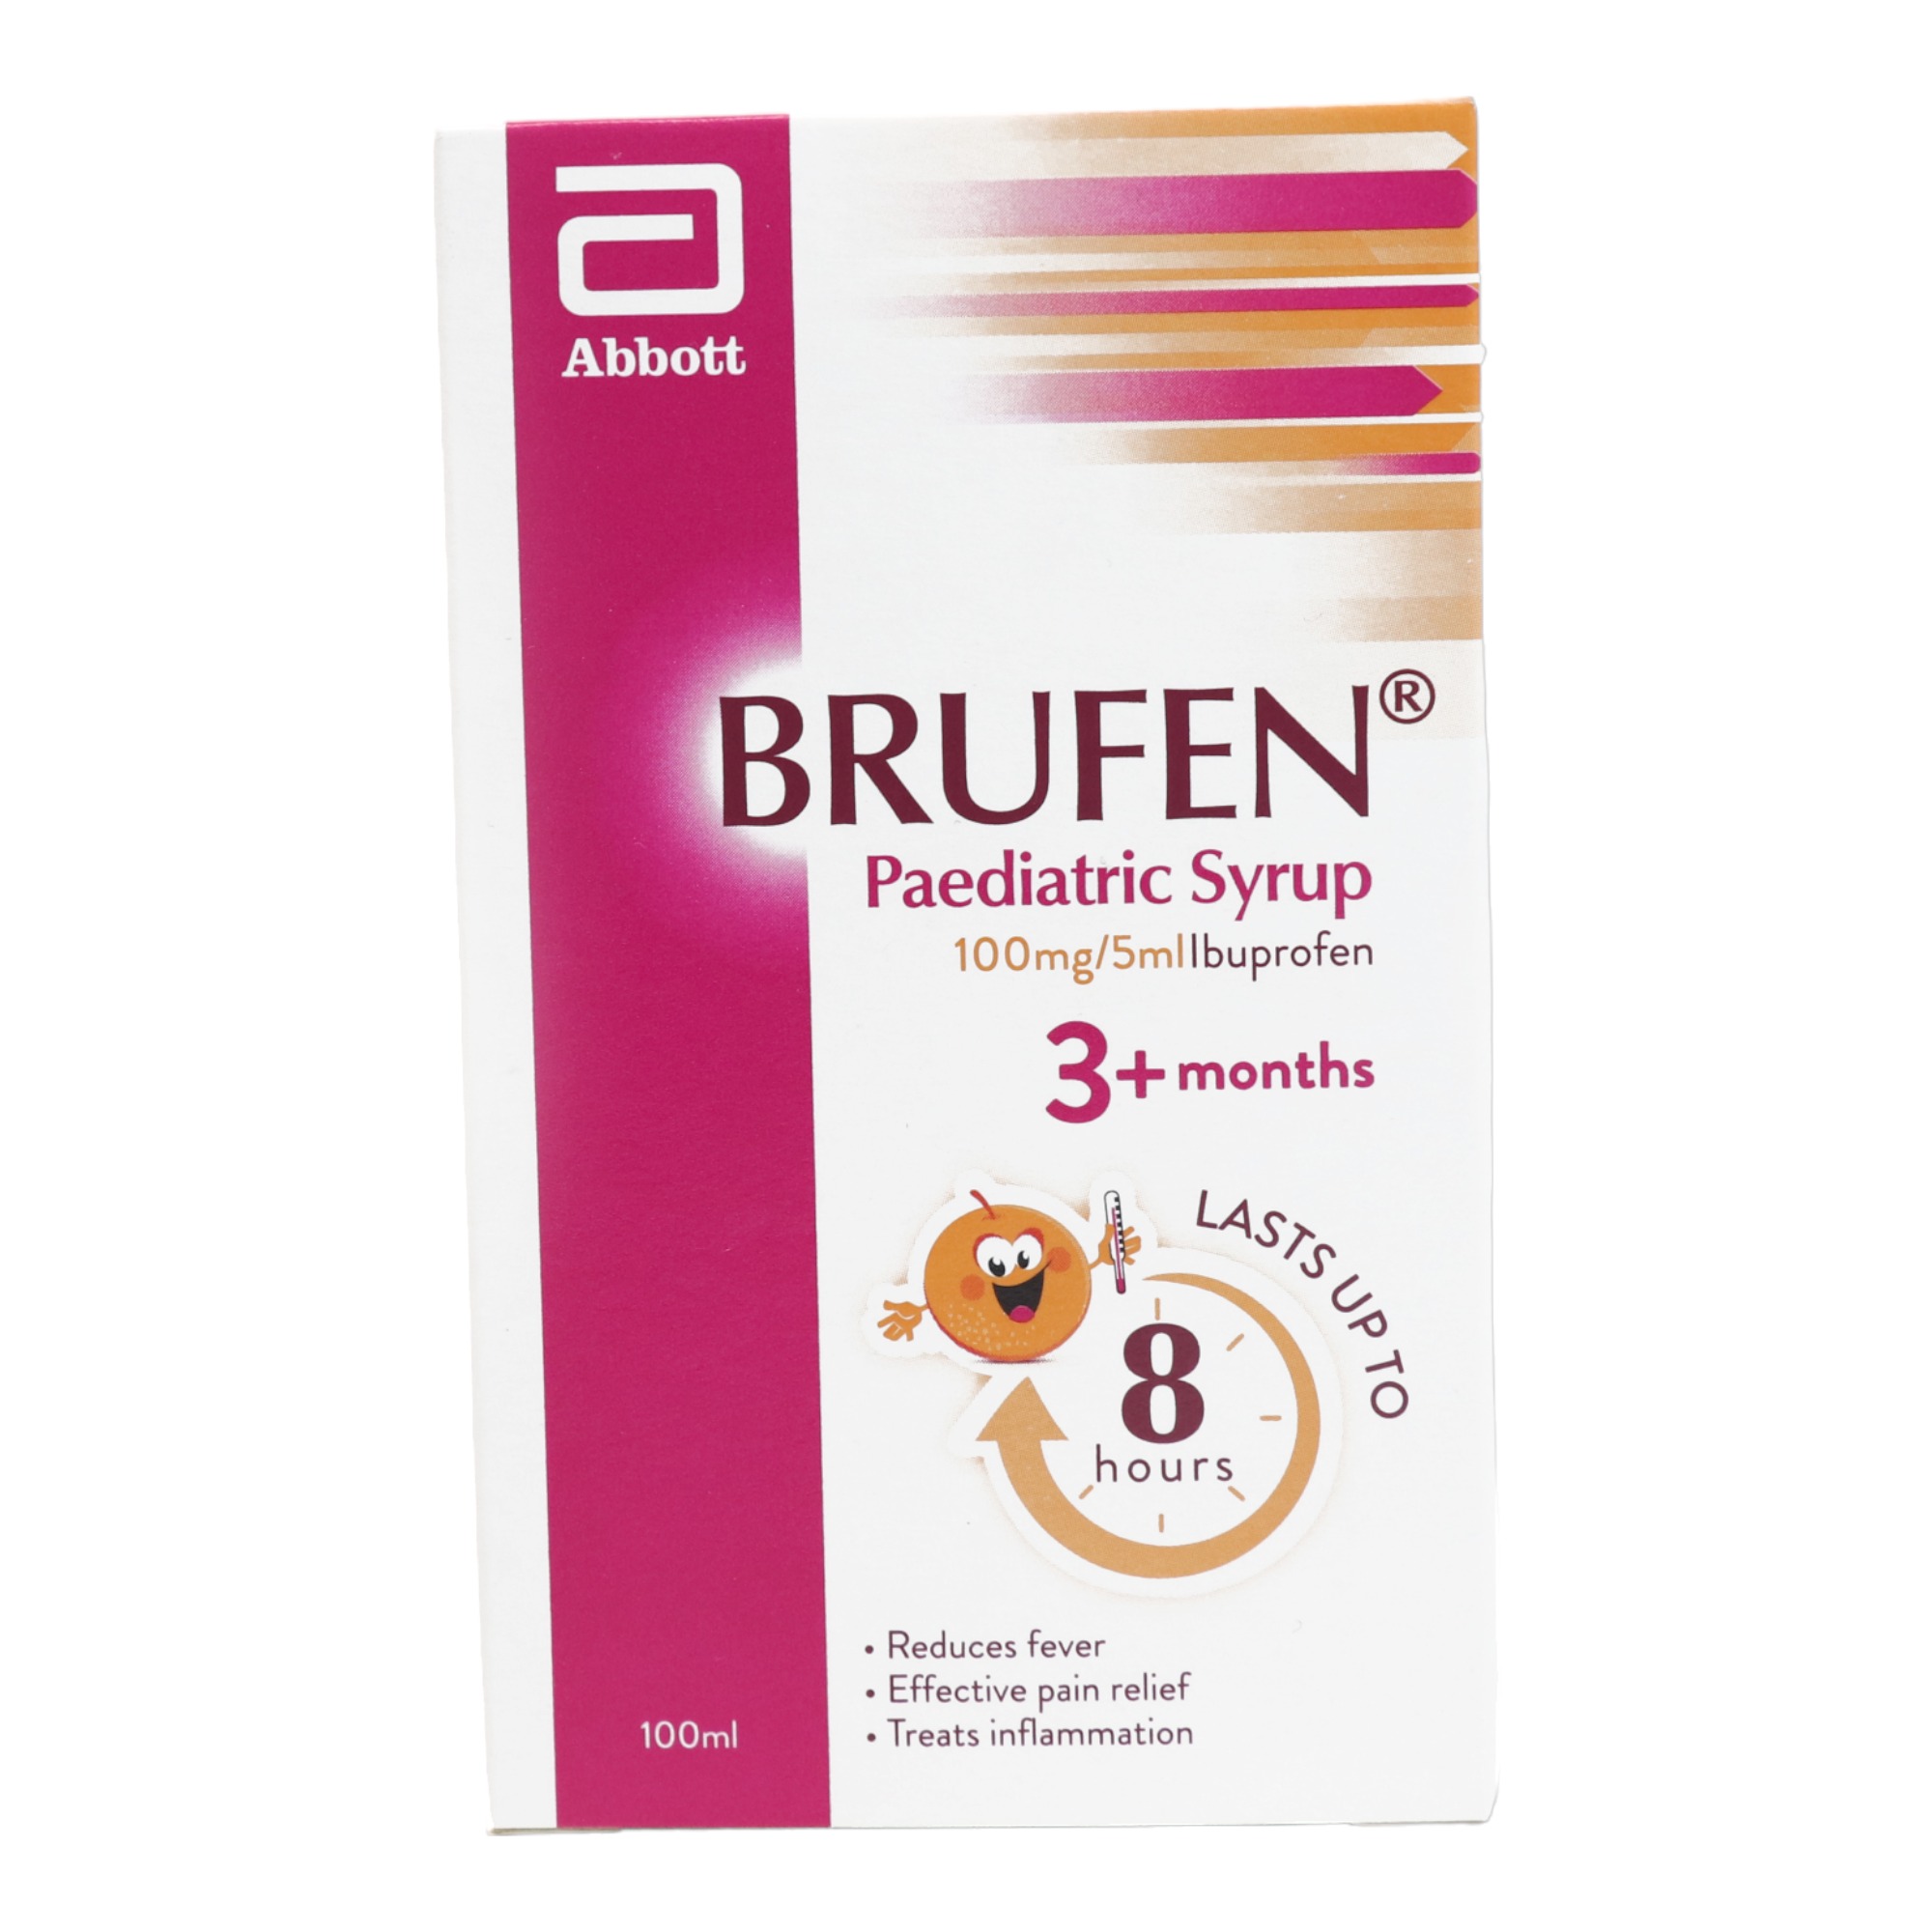 Abbott
BRUFEN®
Paediatric Syrup
100mg/5ml Ibuprofen
3+ months
LASTS UP TO
8
hours
• Reduces fever
• Effective pain relief
• Treats inflammation
100ml